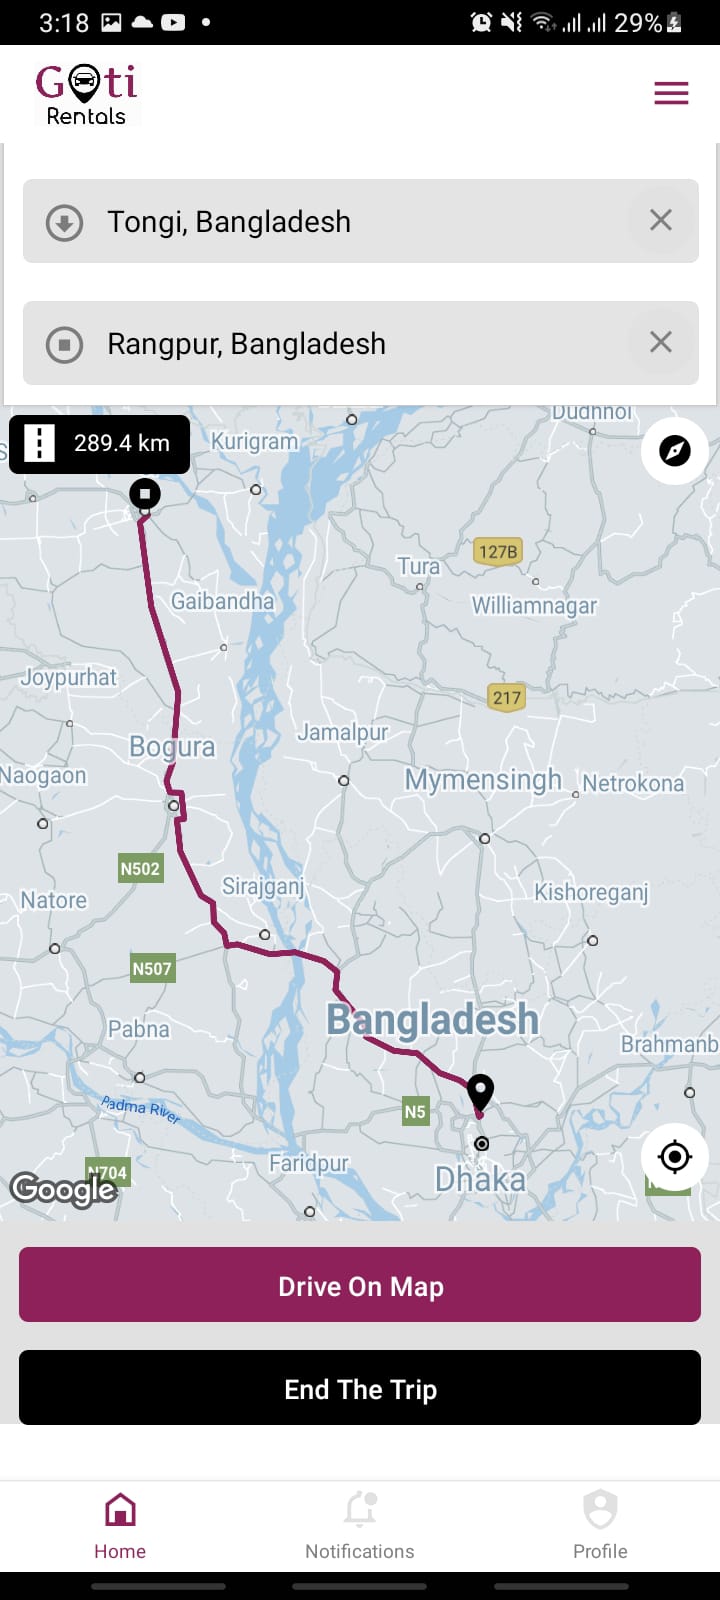 3:18
29%
Goti
Rentals
Tongi, Bangladesh
Rangpur, Bangladesh
289.4 km
Dudhnoi
Kurigram
127B
Tura
Gaibandha
Williamnagar
Joypurhat
217
Jamalpur
Bogura
Naogaon
Mymensingh
Netrokona
N502
Sirajganj
Natore
Kishoreganj
N507
Bangladesh
Pabna
Brahmanb
Padma River
N5
Faridpur
N704
Dhaka
Google
Drive On Map
End The Trip
Home
Notifications
Profile